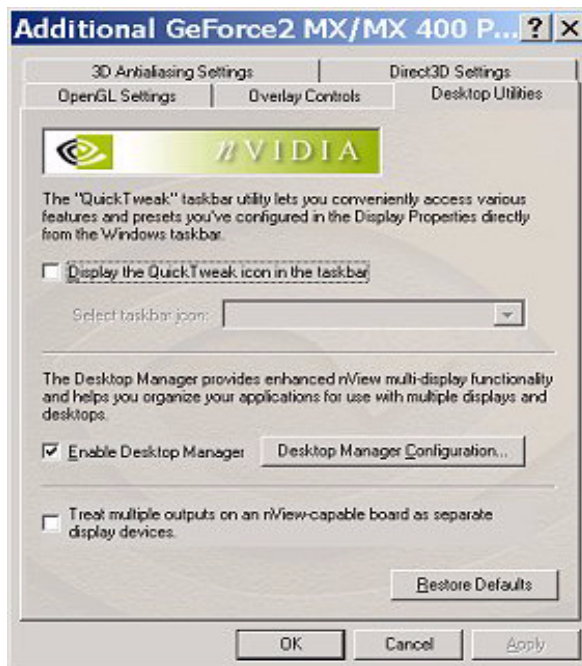 Additional GeForce2 MX/MX 400 P...
3D Antialiasing Settings
Direct3D Settings
OpenGL Settings
Overlay Controls
Desktop Utilities
nVIDIA
The "QuickTweak" taskbar utility lets you conveniently access various
features and presets you've configured in the Display Properties directly
from the Windows taskbar.
Display the QuickTweak icon in the taskbar
Select taskbar icon:
The Desktop Manager provides enhanced nView multi-display functionality
and helps you organize your applications for use with multiple displays and
desktops.
Enable Desktop Manager
Desktop Manager Configuration...
Treat multiple outputs on an nView-capable board as separate
display devices.
Restore Defaults
OK
Cancel
Apply